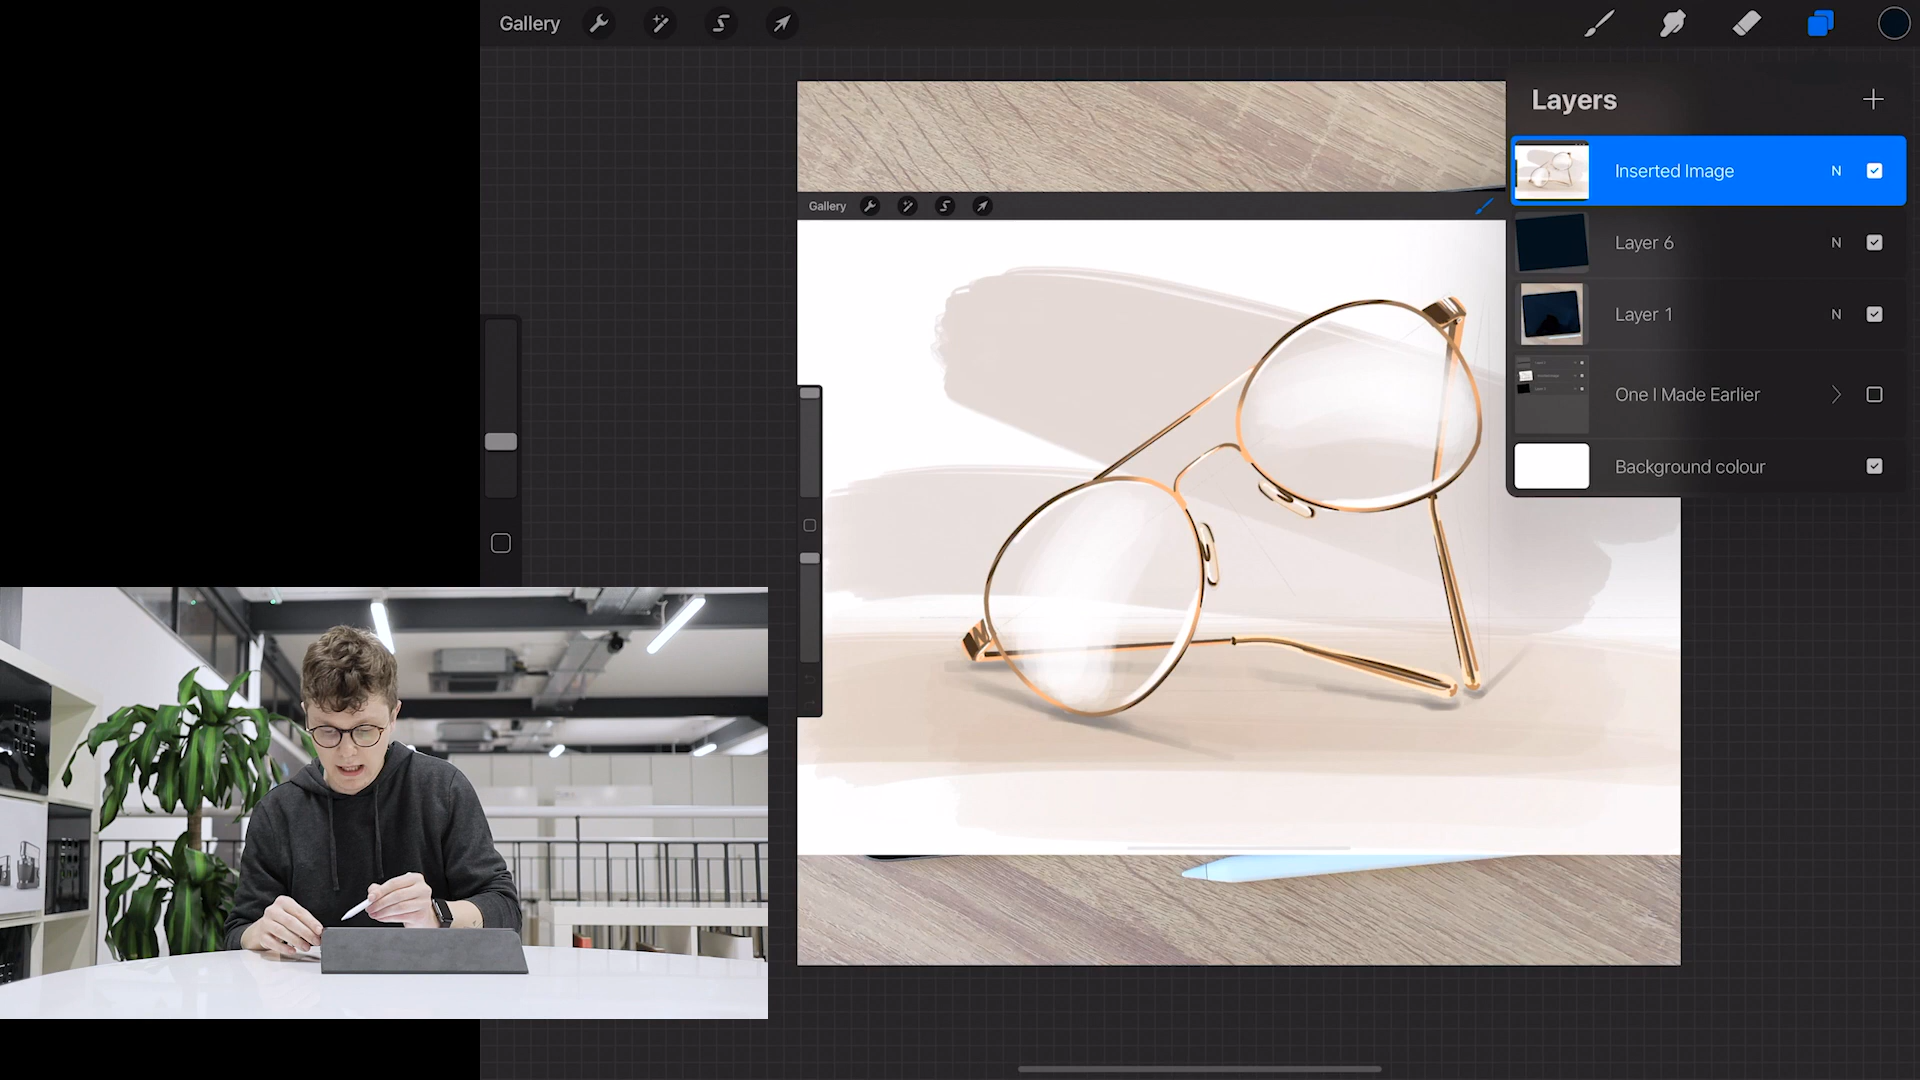 Gallery
Layers
Inserted Image N
Layer 6 N
Layer 1 N
One I Made Earlier
Background colour
Gallery